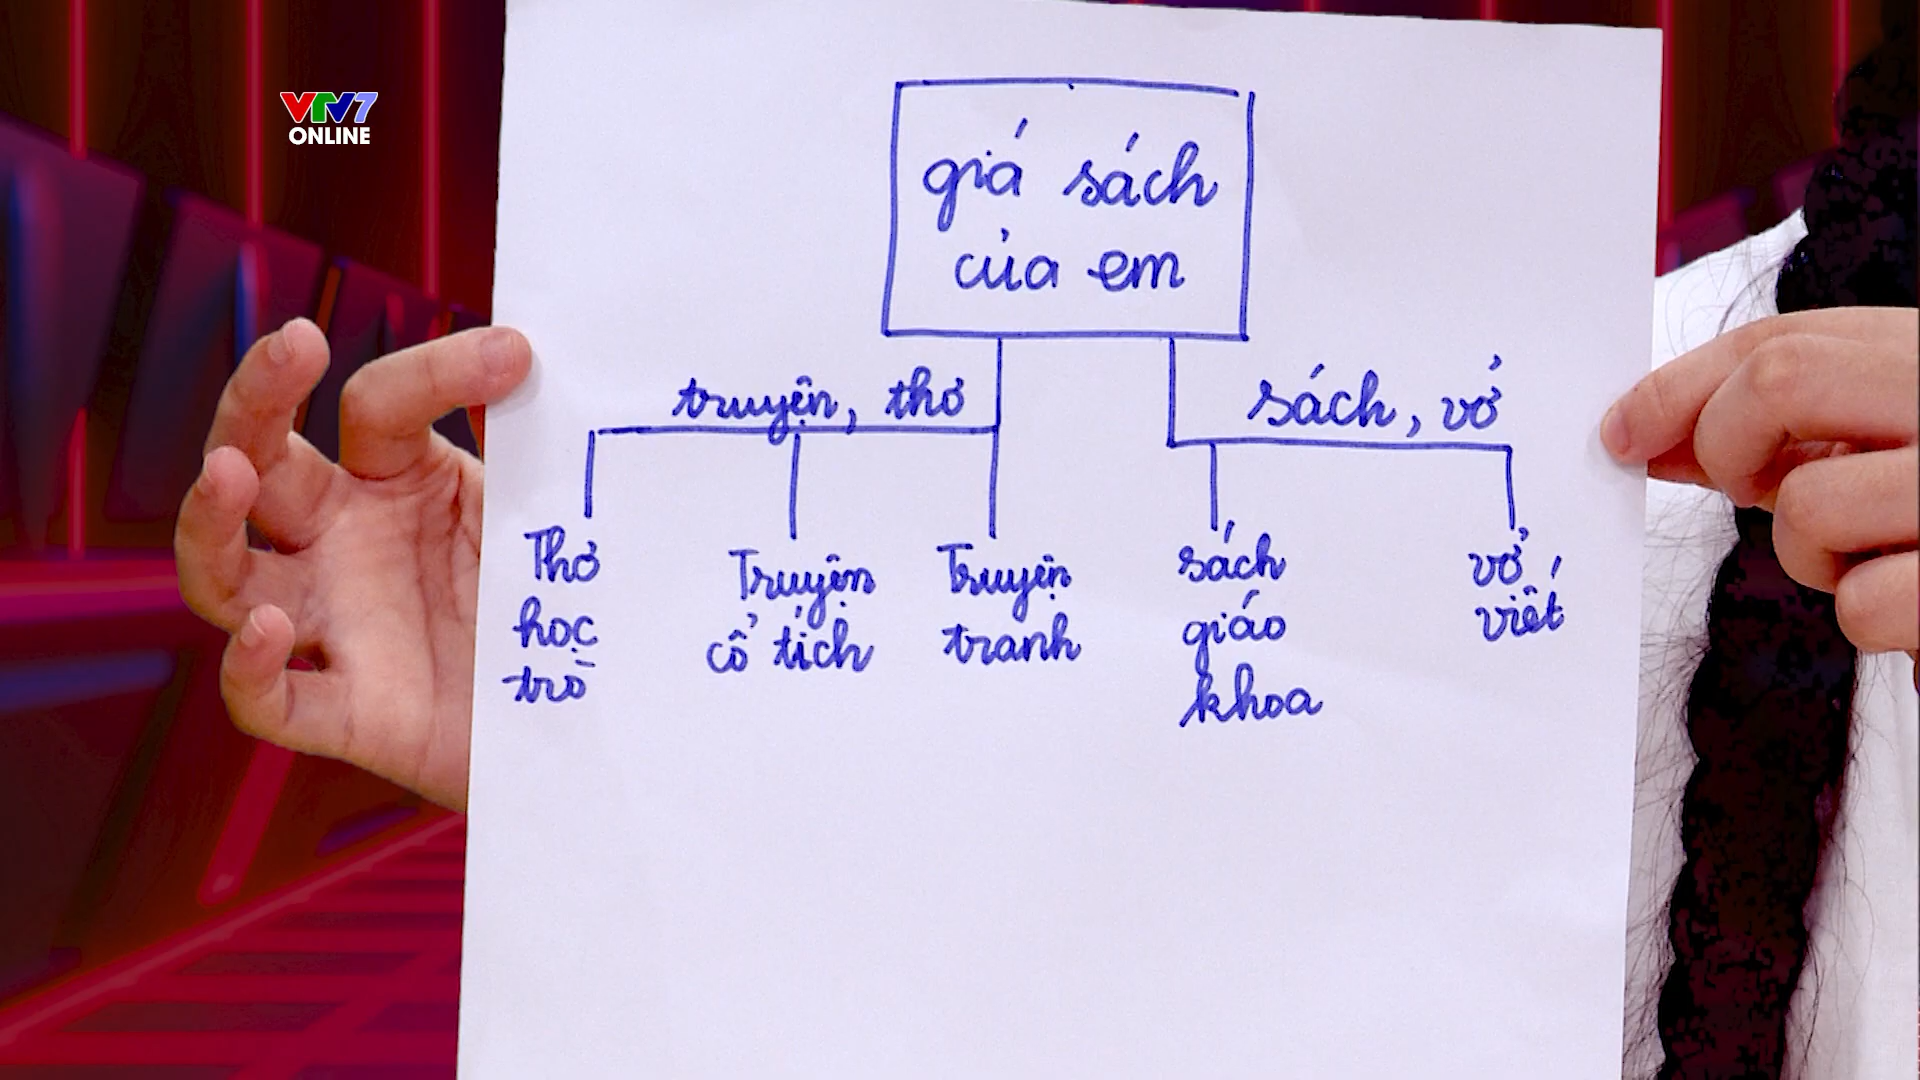 VTV7
ONLINE
giá sách
của em
truyện, thơ
sách, vở
Thơ
học
trò
Truyện
cổ tích
Truyện
tranh
sách
giáo
khoa
vở
viết